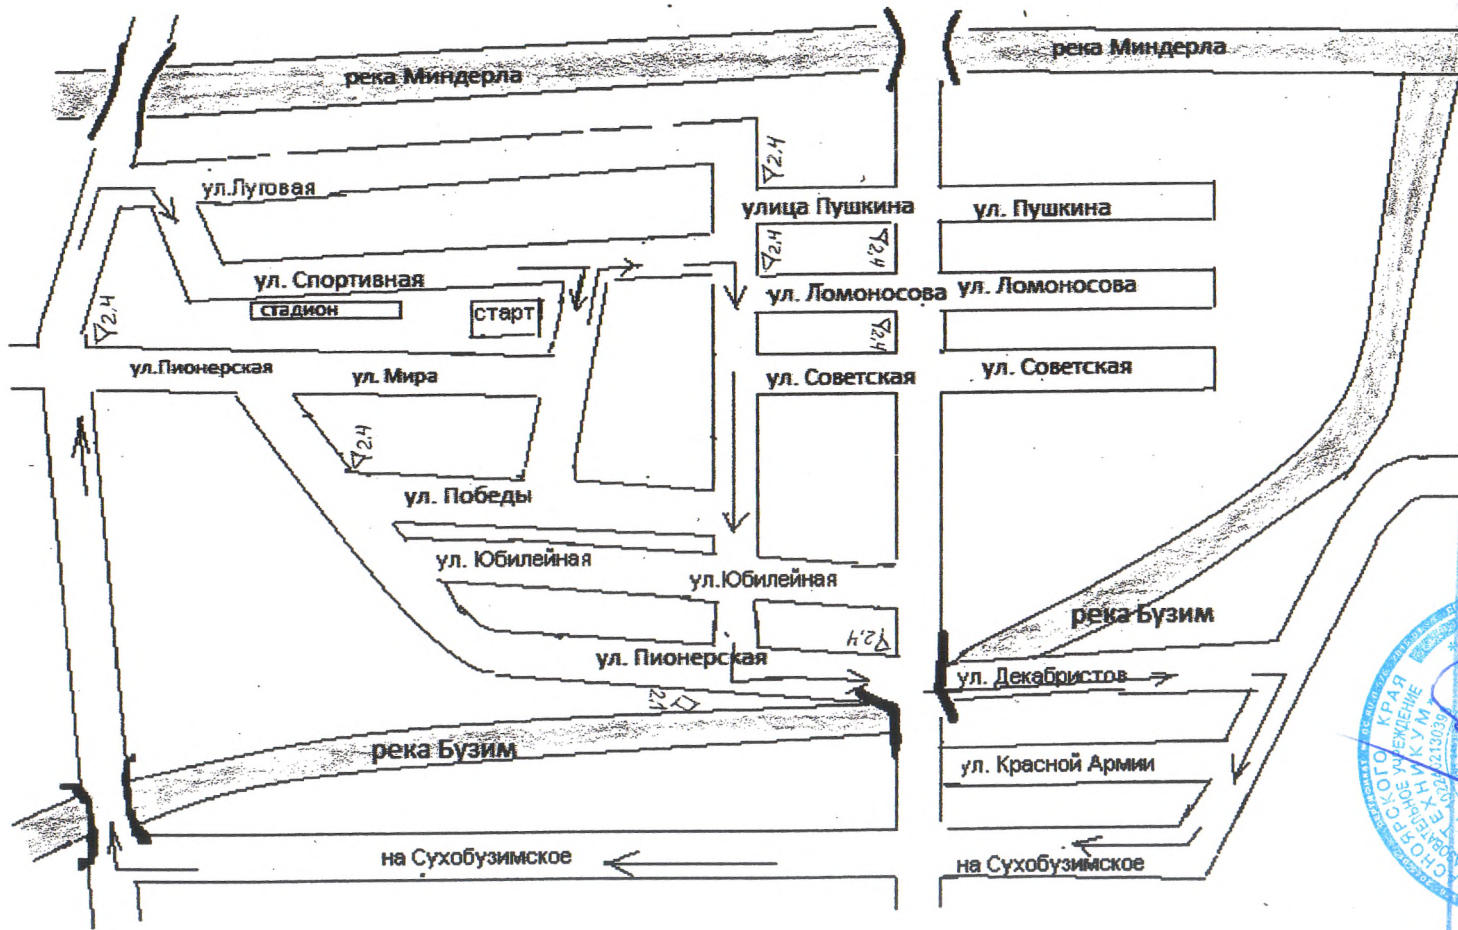 река Миндерла
река Миндерла
2.4
ул.Луговая
улица Пушкина
ул. Пушкина
2.4
2.4
ул. Спортивная
стадион
старт
ул. Ломоносова
ул. Ломоносова
2.4
2.4
ул.Пионерская
ул. Мира
ул. Советская
ул. Советская
2.4
ул. Победы
ул. Юбилейная
ул.Юбилейная
река Бузим
2.4
ул. Пионерская
ул. Декабристов
2.1
река Бузим
ул. Красной Армии
на Сухобузимское
на Сухобузимское
КРАЯ
УЧРЕЖДЕНИЕ